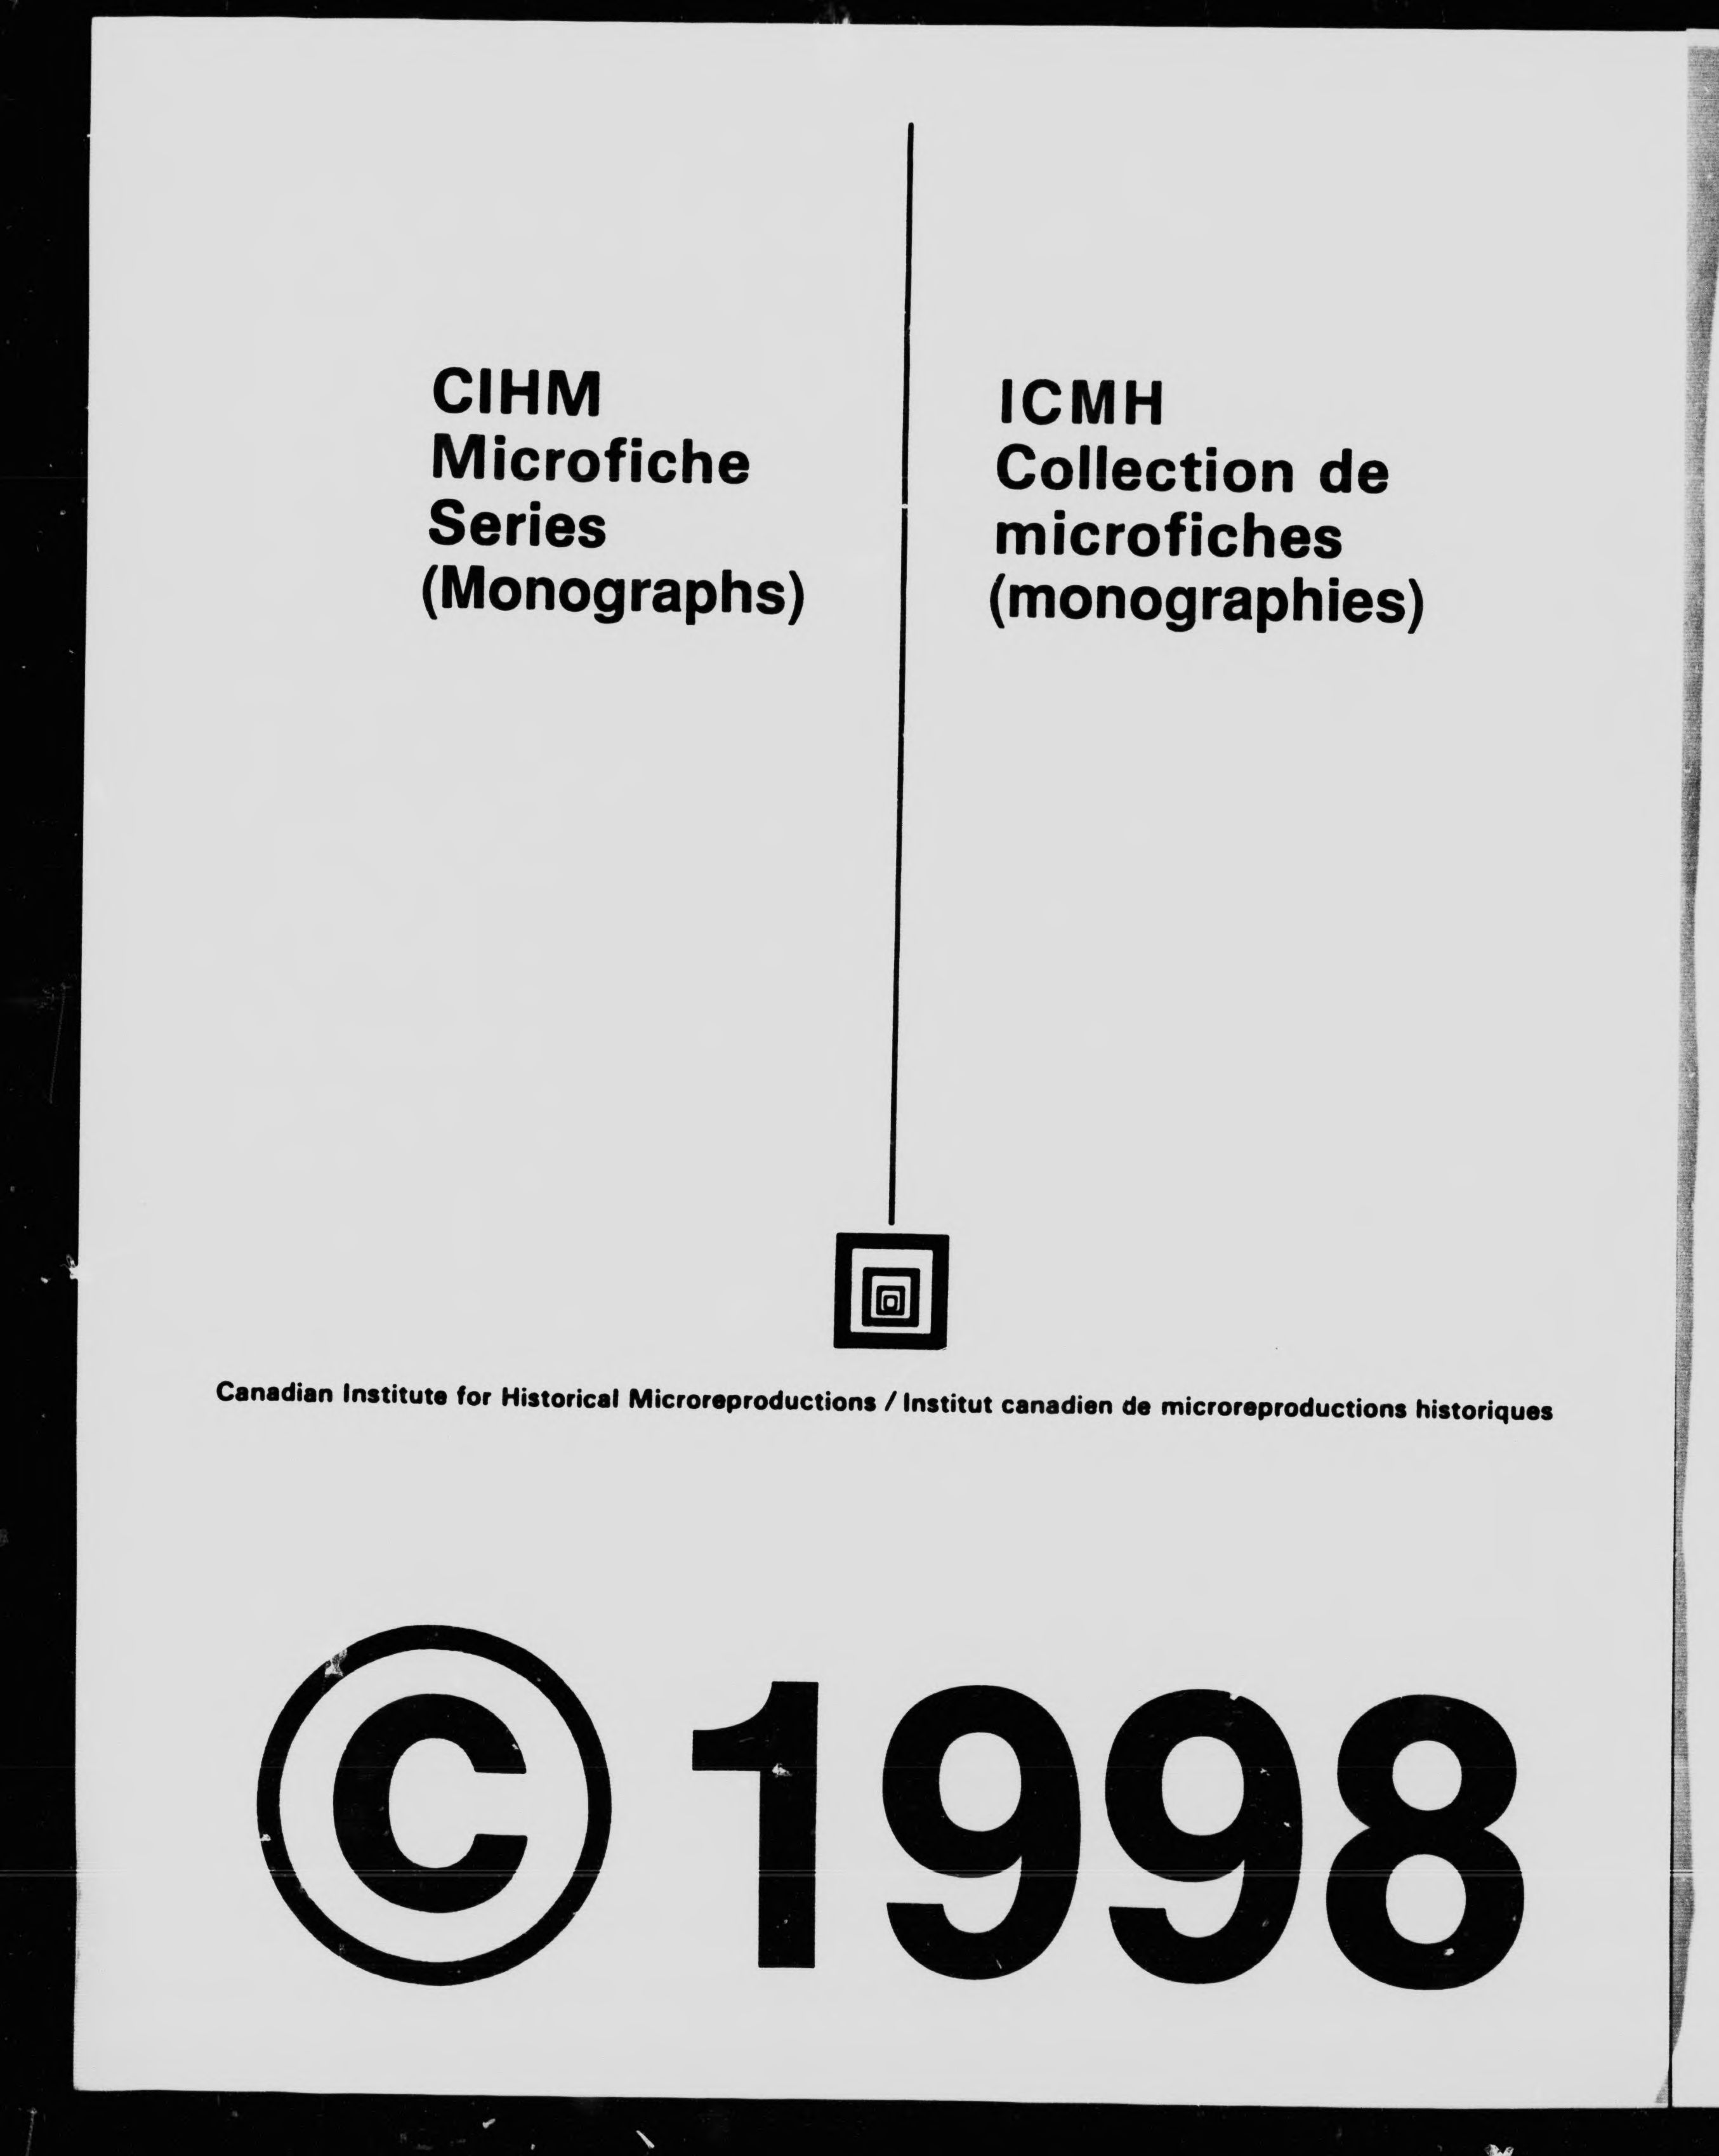 CIHM
Microfiche
Series
(Monographs)
ICMH
Collection de
microfiches
(monographies)
Canadian Institute for Historical Microreproductions / Institut canadien de microreproductions historiques
© 1998